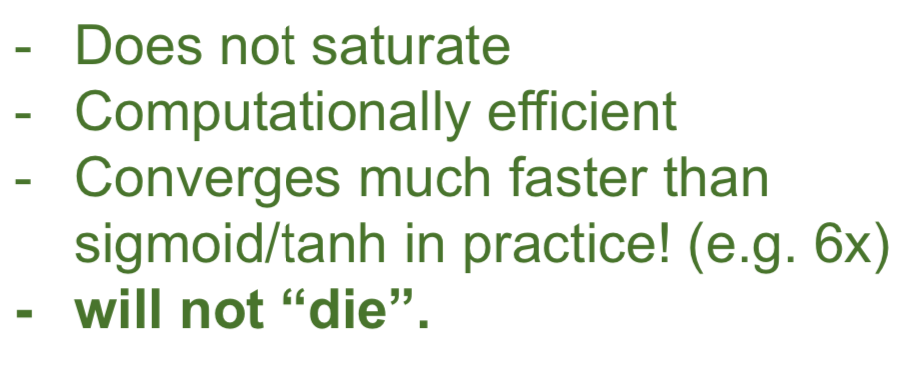 - Does not saturate
- Computationally efficient
- Converges much faster than
sigmoid/tanh in practice! (e.g. 6x)
- will not “die”.